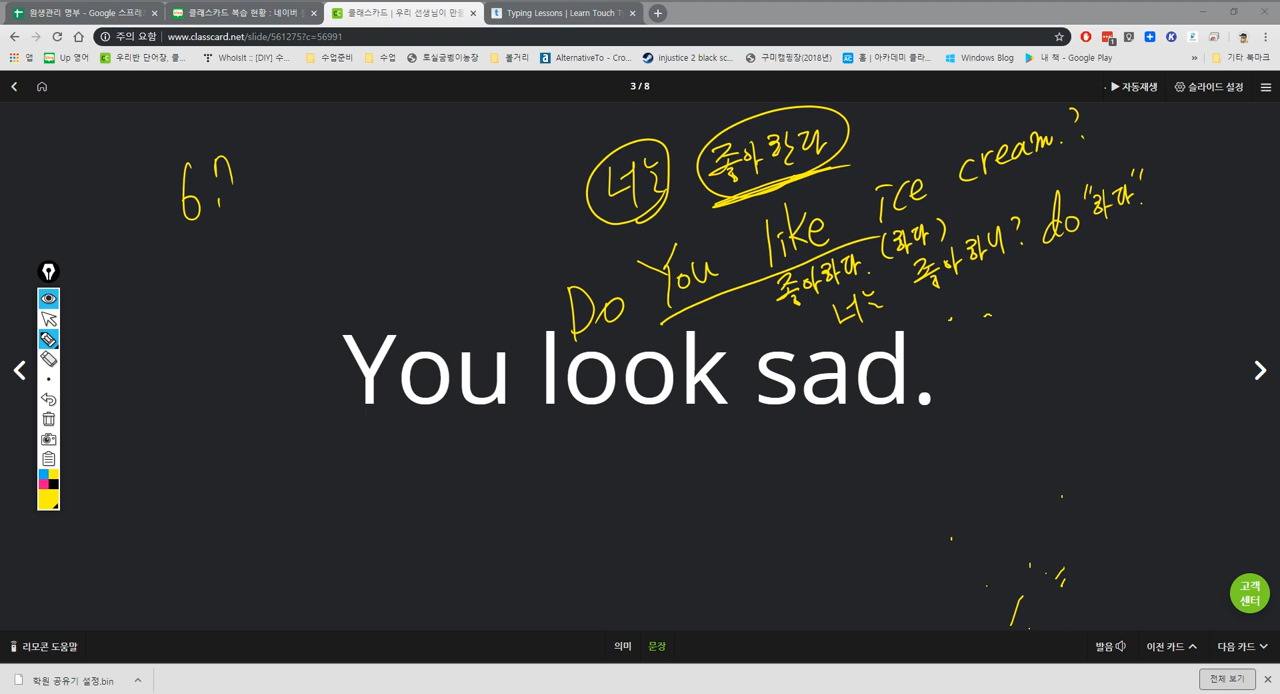 원생관리 명부 - Google 스프레
클래스카드 복습 현황 : 네이버
클래스카드 | 우리 선생님이 만들
Typing Lessons | Learn Touch T
주의 요함 | www.classcard.net/slide/561275?c=56991
앱 Up 영어 우리반 단어장, 클... WhoIst :: [DIY] 수... 수업준비 수업 토실굼벵이농장 볼거리 AlternativeTo - Cro... injustice 2 black sc... 구미캠핑장(2018년) 홈 | 아카데미 클라... Windows Blog 내 책 - Google Play » 기타 북마크
3 / 8
자동재생
슬라이드 설정
6?
너는 좋아한다
Do You like ice cream.?
좋아하다. (하다)
너는 좋아하니? do "하다"
You look sad.
고객
센터
리모콘 도움말
의미 문장
발음 이전 카드 다음 카드
학원 공유기 설정.bin
전체 보기